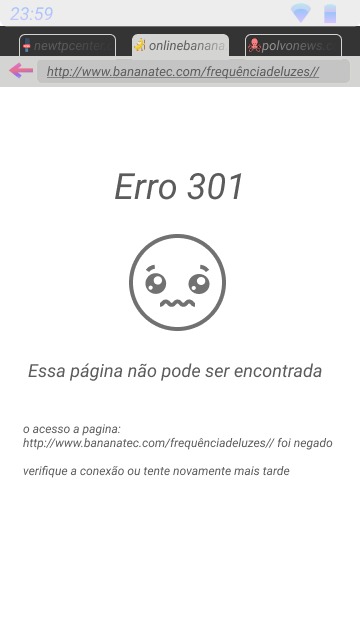 23:59
newtpcenter
onlinebanana
polvonews.c
http://www.bananatec.com/frequênciadeluzes//
Erro 301
Essa página não pode ser encontrada
o acesso a pagina:
http://www.bananatec.com/frequênciadeluzes// foi negado
verifique a conexão ou tente novamente mais tarde